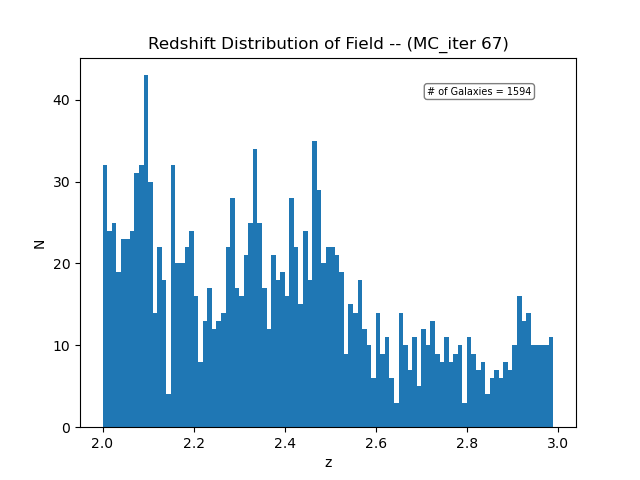 Redshift Distribution of Field -- (MC_iter 67)
# of Galaxies = 1594
N
40
30
20
10
0
2.0 2.2 2.4 2.6 2.8 3.0
z